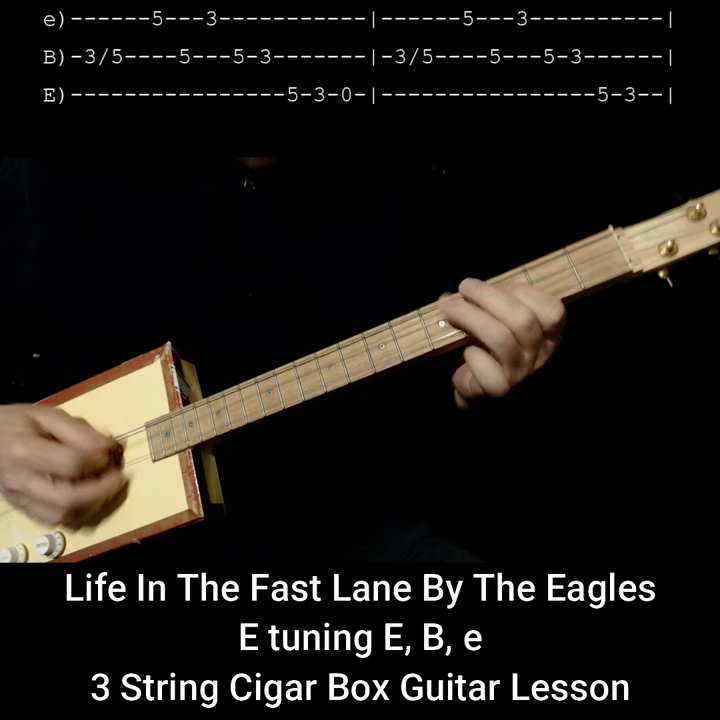 e)------5---3-----------|------5---3----------|
B)-3/5----5---5-3-------|-3/5----5---5-3------|
E)----------------5-3-0-|----------------5-3--|
Life In The Fast Lane By The Eagles
E tuning E, B, e
3 String Cigar Box Guitar Lesson